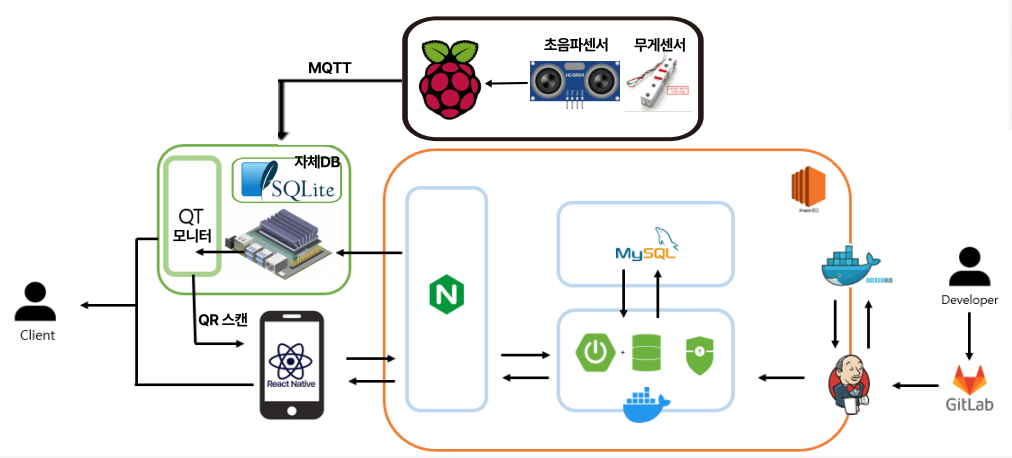 초음파센서
무게센서
HC-SR04
MQTT
자체DB
SQLite
QT
모니터
Amazon EC2
MySQL
DOCKER HUB
Developer
Client
QR 스캔
React Native
+
GitLab